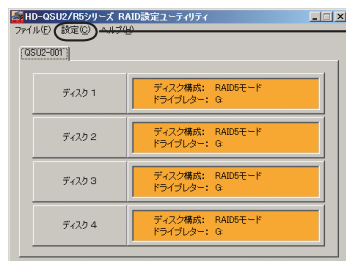 HD-QSU2/R5シリーズ RAID設定ユーティリティ
ファイル(F) 設定(C) ヘルプ(H)
QSU2-001
ディスク 1
ディスク構成: RAID5モード
ドライブレター: G:
ディスク 2
ディスク構成: RAID5モード
ドライブレター: G:
ディスク 3
ディスク構成: RAID5モード
ドライブレター: G:
ディスク 4
ディスク構成: RAID5モード
ドライブレター: G: